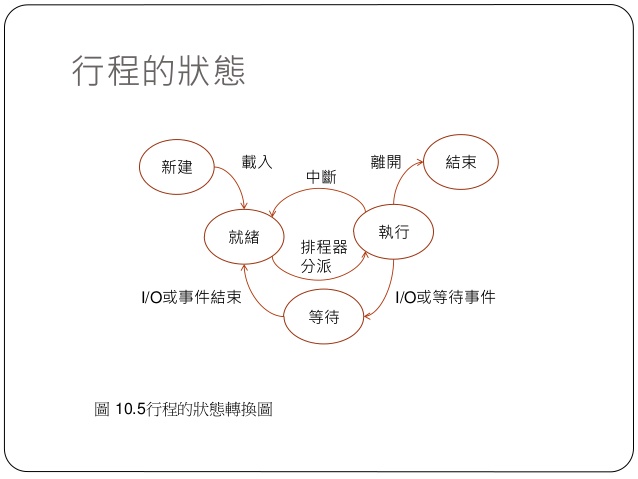 行程的狀態
新建
載入
中斷
離開
結束
就緒
排程器
分派
執行
I/O或事件結束
等待
I/O或等待事件
圖 10.5行程的狀態轉換圖